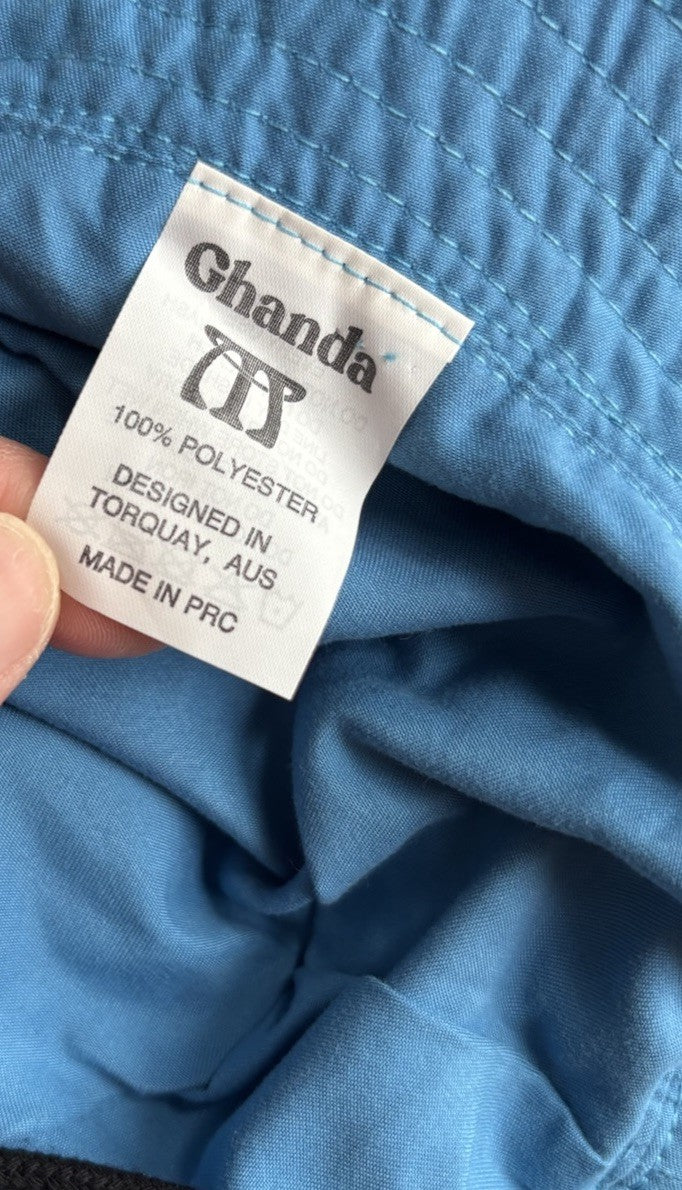 Ghanda
100% POLYESTER
DESIGNED IN
TORQUAY, AUS
MADE IN PRC